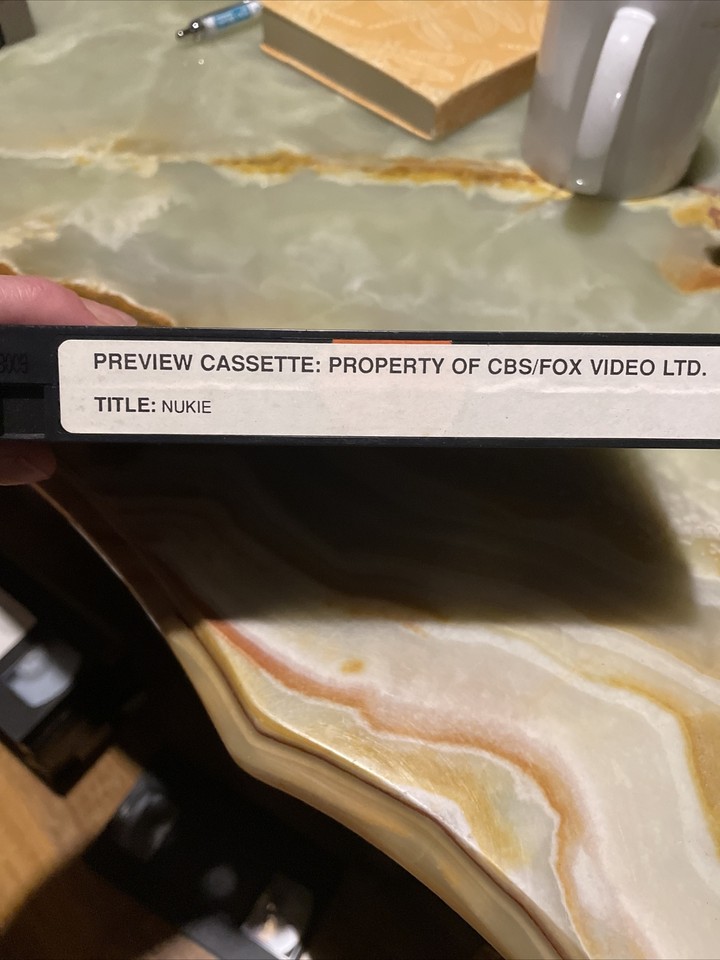 PREVIEW CASSETTE: PROPERTY OF CBS/FOX VIDEO LTD.
TITLE: NUKIE